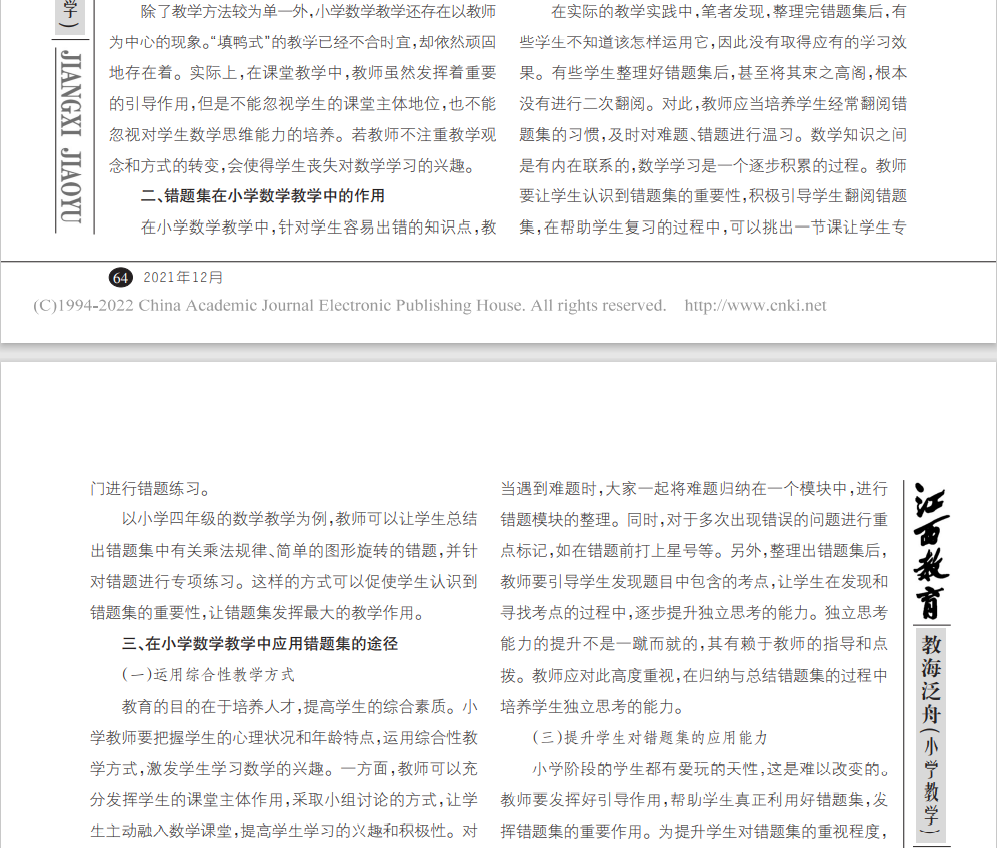 学)
JIANGXI JIAOYU
除了教学方法较为单一外,小学数学教学还存在以教师
为中心的现象。“填鸭式”的教学已经不合时宜,却依然顽固
地存在着。实际上,在课堂教学中,教师虽然发挥着重要
的引导作用,但是不能忽视学生的课堂主体地位,也不能
忽视对学生数学思维能力的培养。若教师不注重教学观
念和方式的转变,会使得学生丧失对数学学习的兴趣。
二、错题集在小学数学教学中的作用
在小学数学教学中,针对学生容易出错的知识点,教
在实际的教学实践中,笔者发现,整理完错题集后,有
些学生不知道该怎样运用它,因此没有取得应有的学习效
果。有些学生整理好错题集后,甚至将其束之高阁,根本
没有进行二次翻阅。对此,教师应当培养学生经常翻阅错
题集的习惯,及时对难题、错题进行温习。数学知识之间
是有内在联系的,数学学习是一个逐步积累的过程。教师
要让学生认识到错题集的重要性,积极引导学生翻阅错题
集,在帮助学生复习的过程中,可以挑出一节课让学生专
64 2021年12月
(C)1994-2022 China Academic Journal Electronic Publishing House. All rights reserved. http://www.cnki.net
门进行错题练习。
以小学四年级的数学教学为例,教师可以让学生总结
出错题集中有关乘法规律、简单的图形旋转的错题,并针
对错题进行专项练习。这样的方式可以促使学生认识到
错题集的重要性,让错题集发挥最大的教学作用。
三、在小学数学教学中应用错题集的途径
(一)运用综合性教学方式
教育的目的在于培养人才,提高学生的综合素质。小
学教师要把握学生的心理状况和年龄特点,运用综合性教
学方式,激发学生学习数学的兴趣。一方面,教师可以充
分发挥学生的课堂主体作用,采取小组讨论的方式,让学
生主动融入数学课堂,提高学生学习的兴趣和积极性。对
当遇到难题时,大家一起将难题归纳在一个模块中,进行
错题模块的整理。同时,对于多次出现错误的问题进行重
点标记,如在错题前打上星号等。另外,整理出错题集后,
教师要引导学生发现题目中包含的考点,让学生在发现和
寻找考点的过程中,逐步提升独立思考的能力。独立思考
能力的提升不是一蹴而就的,其有赖于教师的指导和点
拨。教师应对此高度重视,在归纳与总结错题集的过程中
培养学生独立思考的能力。
(三)提升学生对错题集的应用能力
小学阶段的学生都有爱玩的天性,这是难以改变的。
教师要发挥好引导作用,帮助学生真正利用好错题集,发
挥错题集的重要作用。为提升学生对错题集的重视程度,
江西教育
教海泛舟(小学教学)